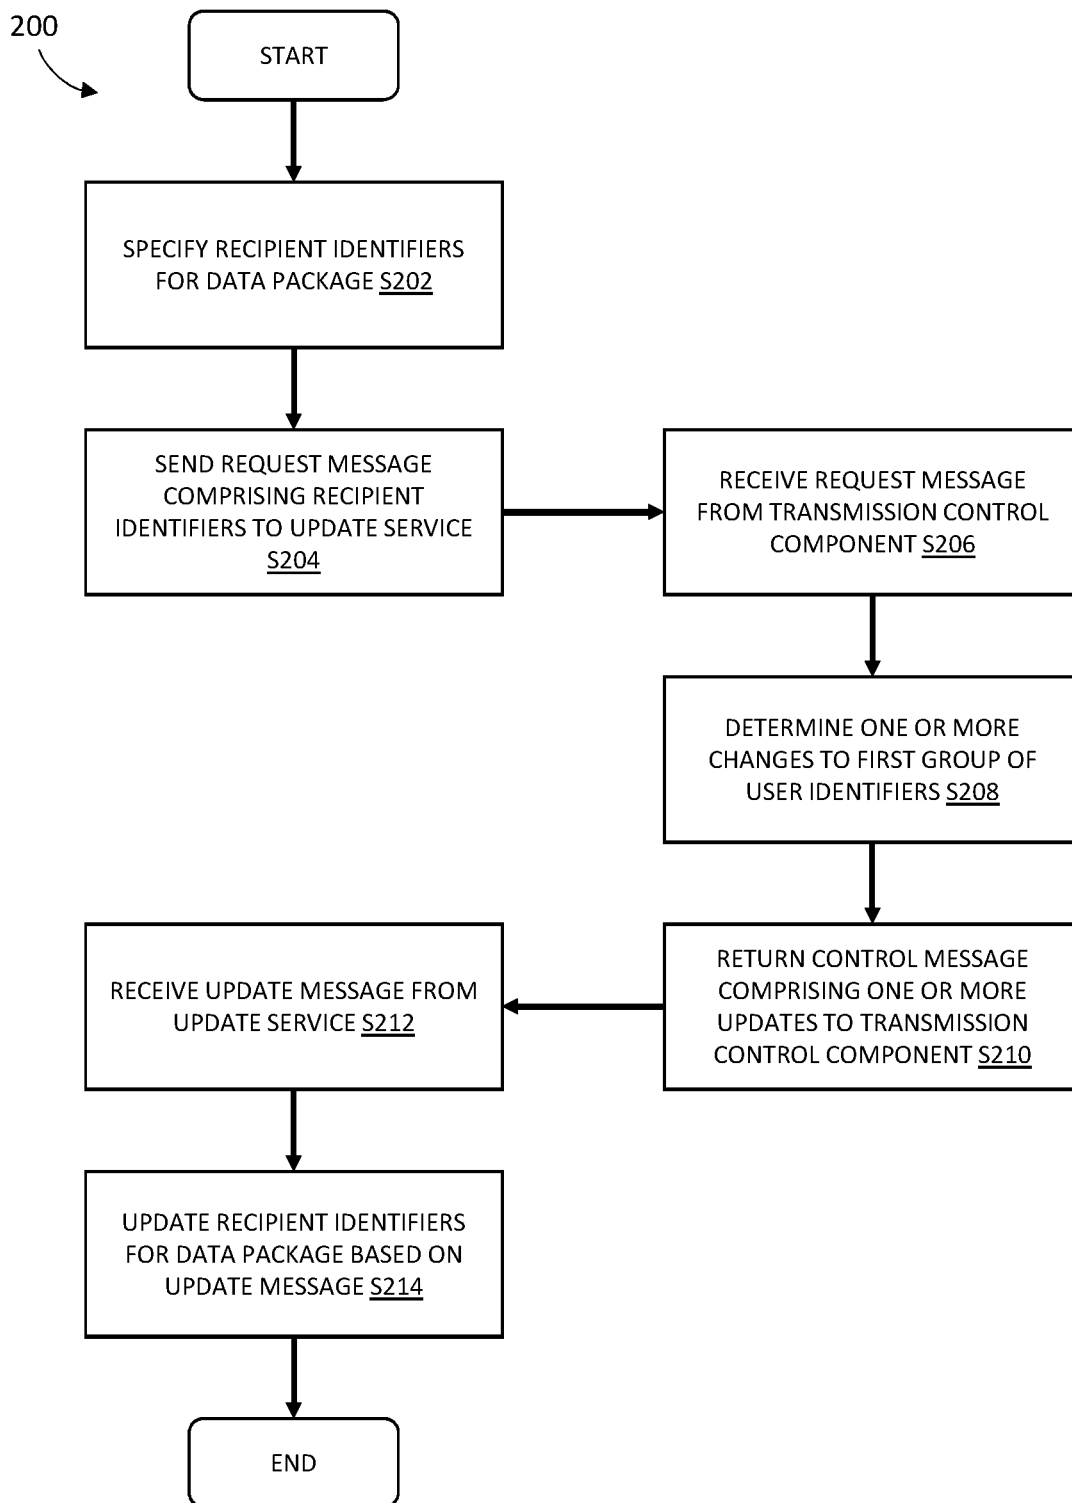 200
START
SPECIFY RECIPIENT IDENTIFIERS
FOR DATA PACKAGE S202
SEND REQUEST MESSAGE
COMPRISING RECIPIENT
IDENTIFIERS TO UPDATE SERVICE
S204
RECEIVE REQUEST MESSAGE
FROM TRANSMISSION CONTROL
COMPONENT S206
DETERMINE ONE OR MORE
CHANGES TO FIRST GROUP OF
USER IDENTIFIERS S208
RETURN CONTROL MESSAGE
COMPRISING ONE OR MORE
UPDATES TO TRANSMISSION
CONTROL COMPONENT S210
RECEIVE UPDATE MESSAGE FROM
UPDATE SERVICE S212
UPDATE RECIPIENT IDENTIFIERS
FOR DATA PACKAGE BASED ON
UPDATE MESSAGE S214
END